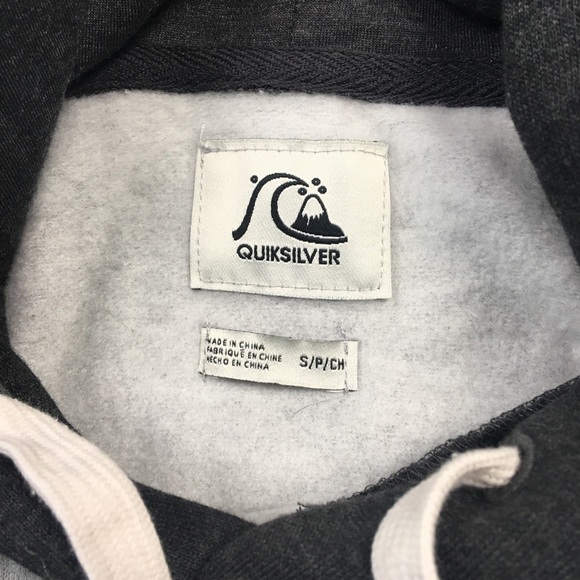 QUIKSILVER
MADE IN CHINA
FABRIQUÉ EN CHINE
HECHO EN CHINA
S/P/CH